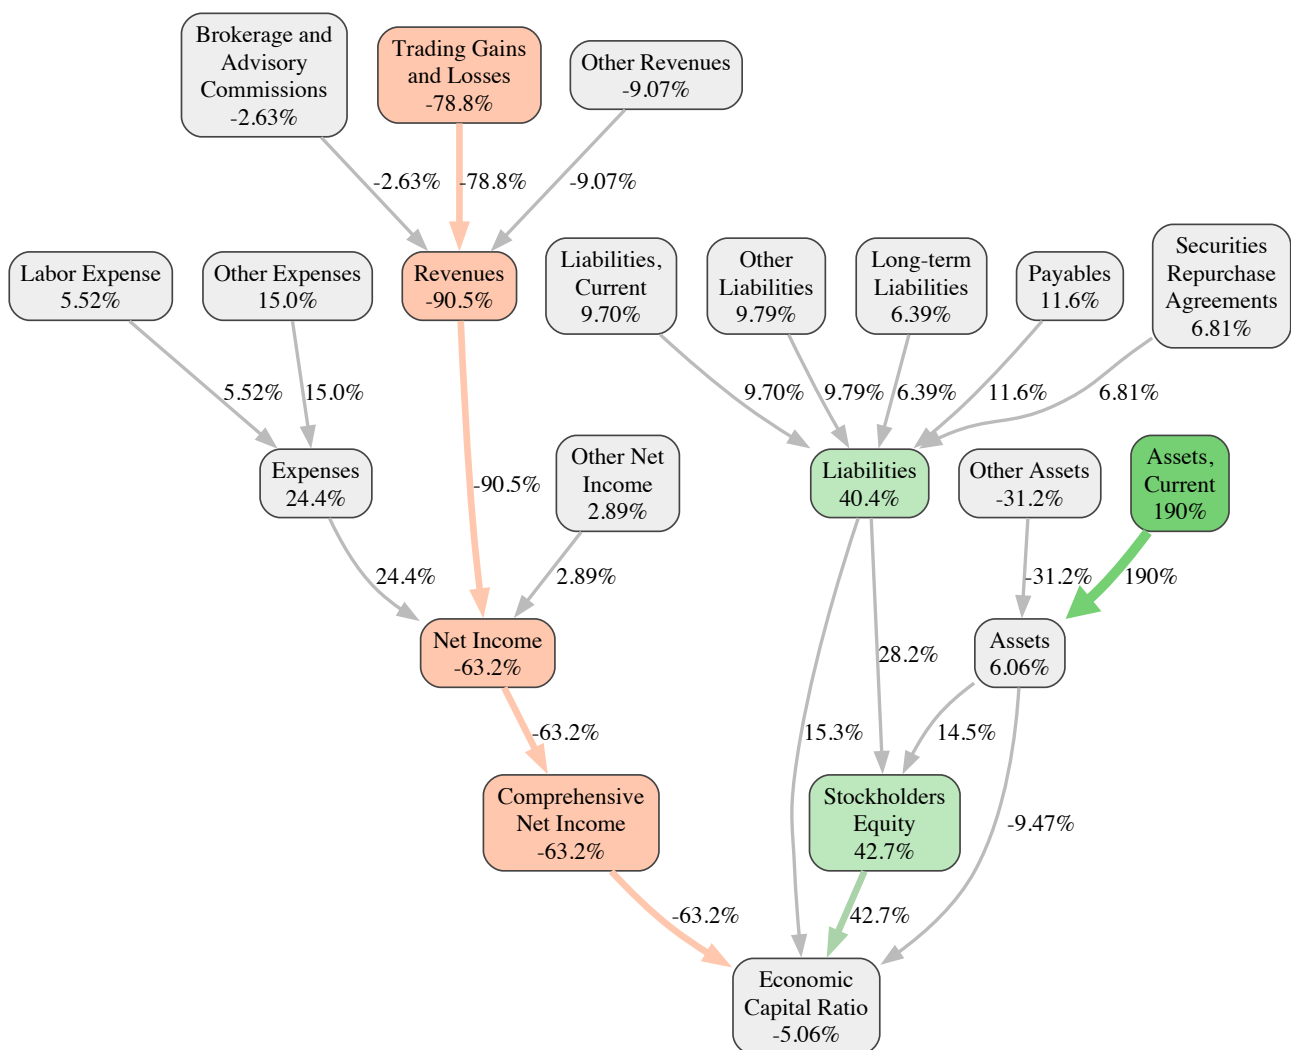 Brokerage and
Advisory
Commissions
-2.63%
Trading Gains
and Losses
-78.8%
Other Revenues
-9.07%
-2.63%
-78.8%
-9.07%
Labor Expense
5.52%
Other Expenses
15.0%
Revenues
-90.5%
Liabilities,
Current
9.70%
Other
Liabilities
9.79%
Long-term
Liabilities
6.39%
Payables
11.6%
Securities
Repurchase
Agreements
6.81%
5.52%
15.0%
9.70%
9.79%
6.39%
11.6%
6.81%
Expenses
24.4%
-90.5%
Other Net
Income
2.89%
Liabilities
40.4%
Other Assets
-31.2%
Assets,
Current
190%
24.4%
2.89%
-31.2%
190%
Net Income
-63.2%
28.2%
Assets
6.06%
-63.2%
15.3%
14.5%
Comprehensive
Net Income
-63.2%
Stockholders
Equity
42.7%
-9.47%
-63.2%
42.7%
Economic
Capital Ratio
-5.06%